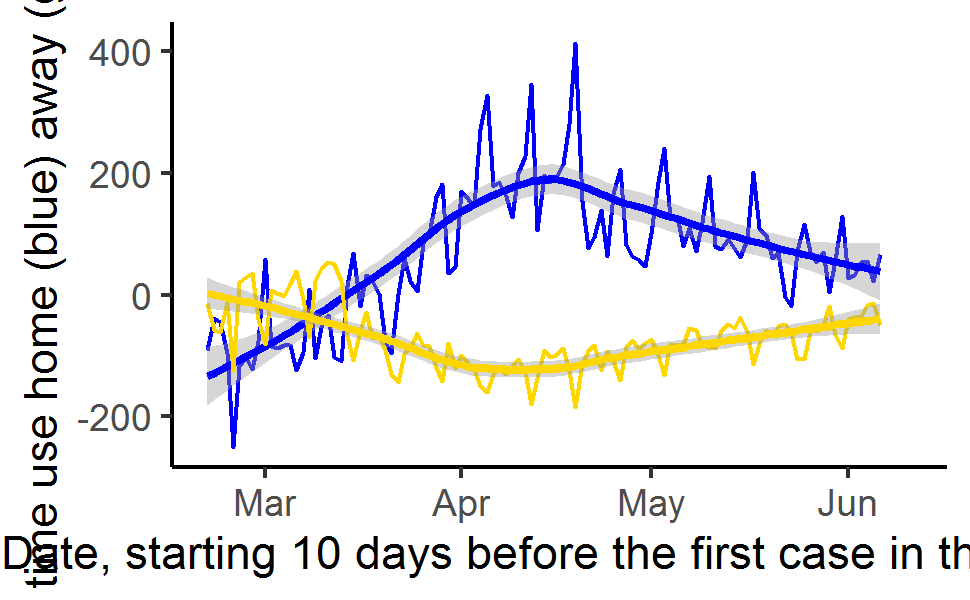 time use home (blue) away (
400
200
0
-200
Mar Apr May Jun
Date, starting 10 days before the first case in th